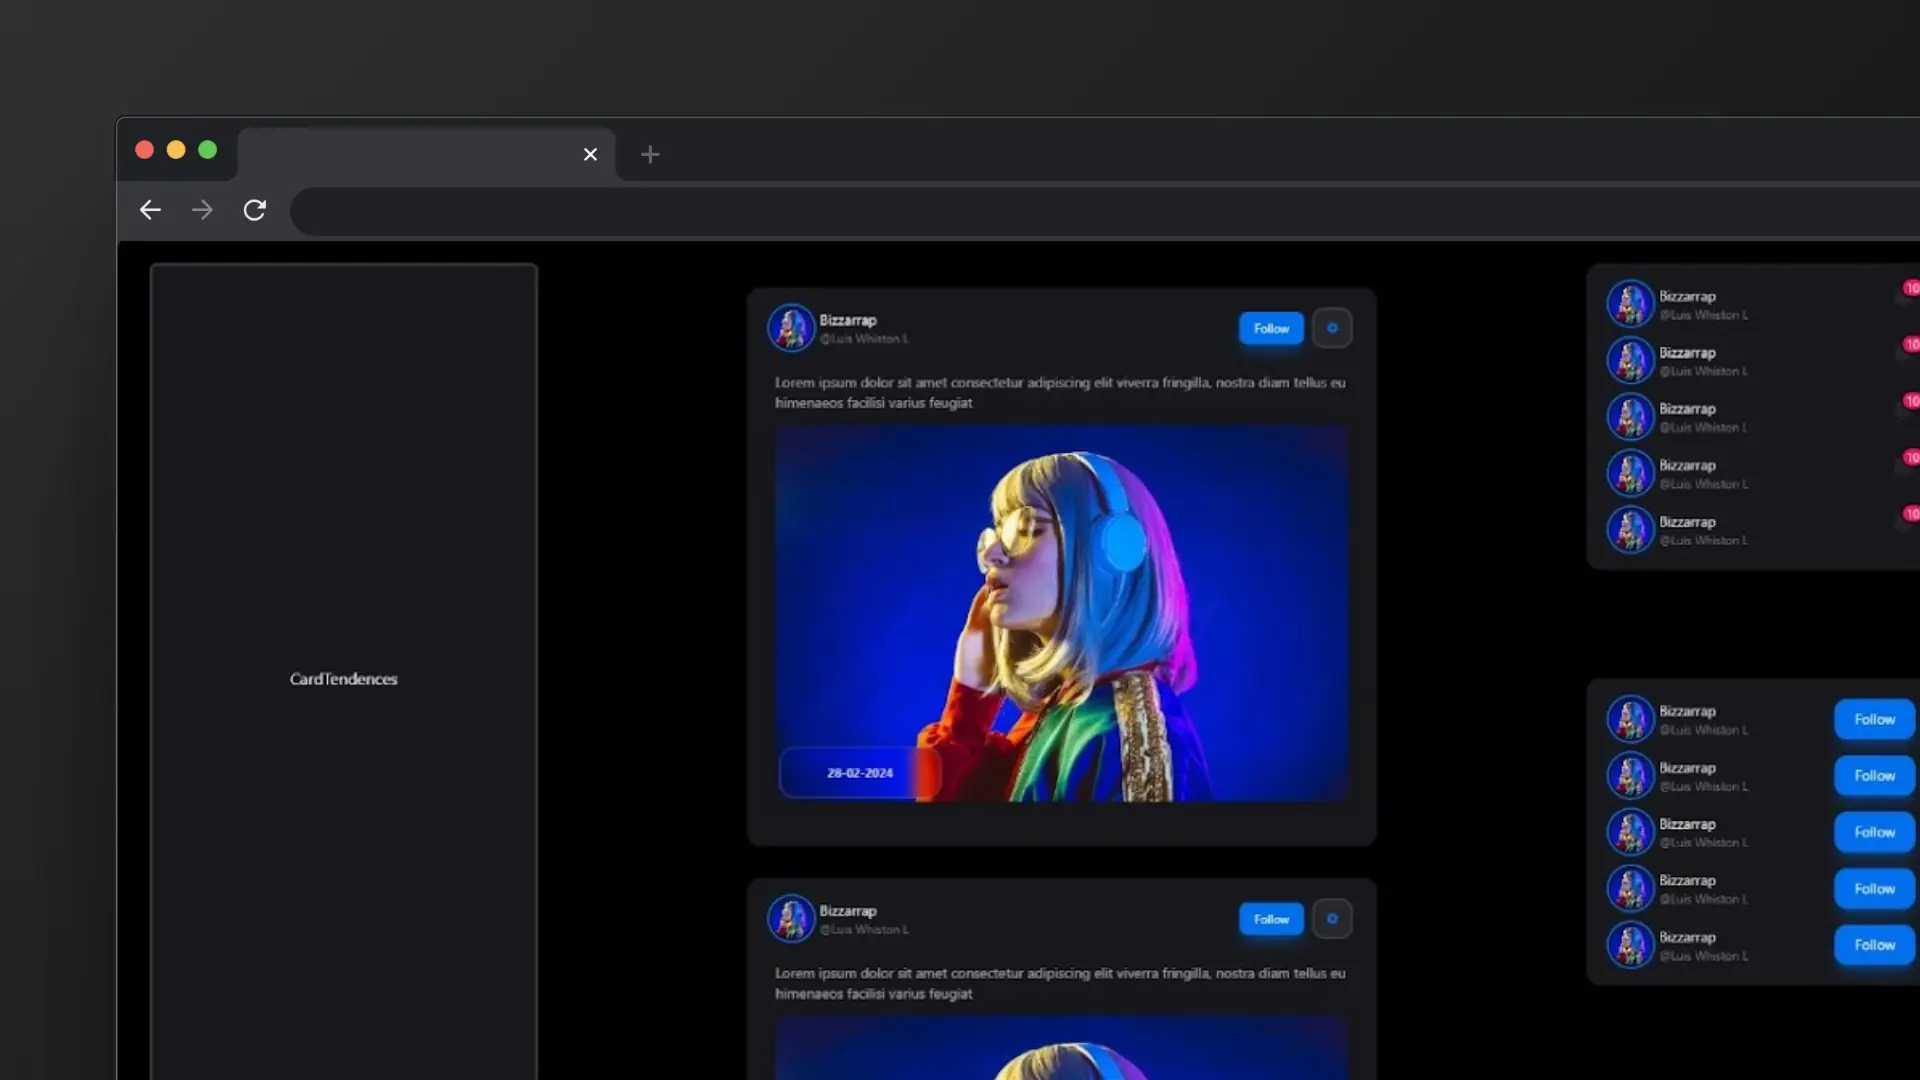 CardTendences
Bizzarrap
@Luis Whiston L
Follow
Lorem ipsum dolor sit amet consectetur adipiscing elit viverra fringilla, nostra diam tellus eu
himenaeos facilisi varius feugiat
28-02-2024
Bizzarrap
@Luis Whiston L
Follow
Lorem ipsum dolor sit amet consectetur adipiscing elit viverra fringilla, nostra diam tellus eu
himenaeos facilisi varius feugiat
Bizzarrap
10
@Luis Whiston L
Bizzarrap
10
@Luis Whiston L
Bizzarrap
10
@Luis Whiston L
Bizzarrap
10
@Luis Whiston L
Bizzarrap
10
@Luis Whiston L
Bizzarrap
@Luis Whiston L
Follow
Bizzarrap
@Luis Whiston L
Follow
Bizzarrap
@Luis Whiston L
Follow
Bizzarrap
@Luis Whiston L
Follow
Bizzarrap
@Luis Whiston L
Follow